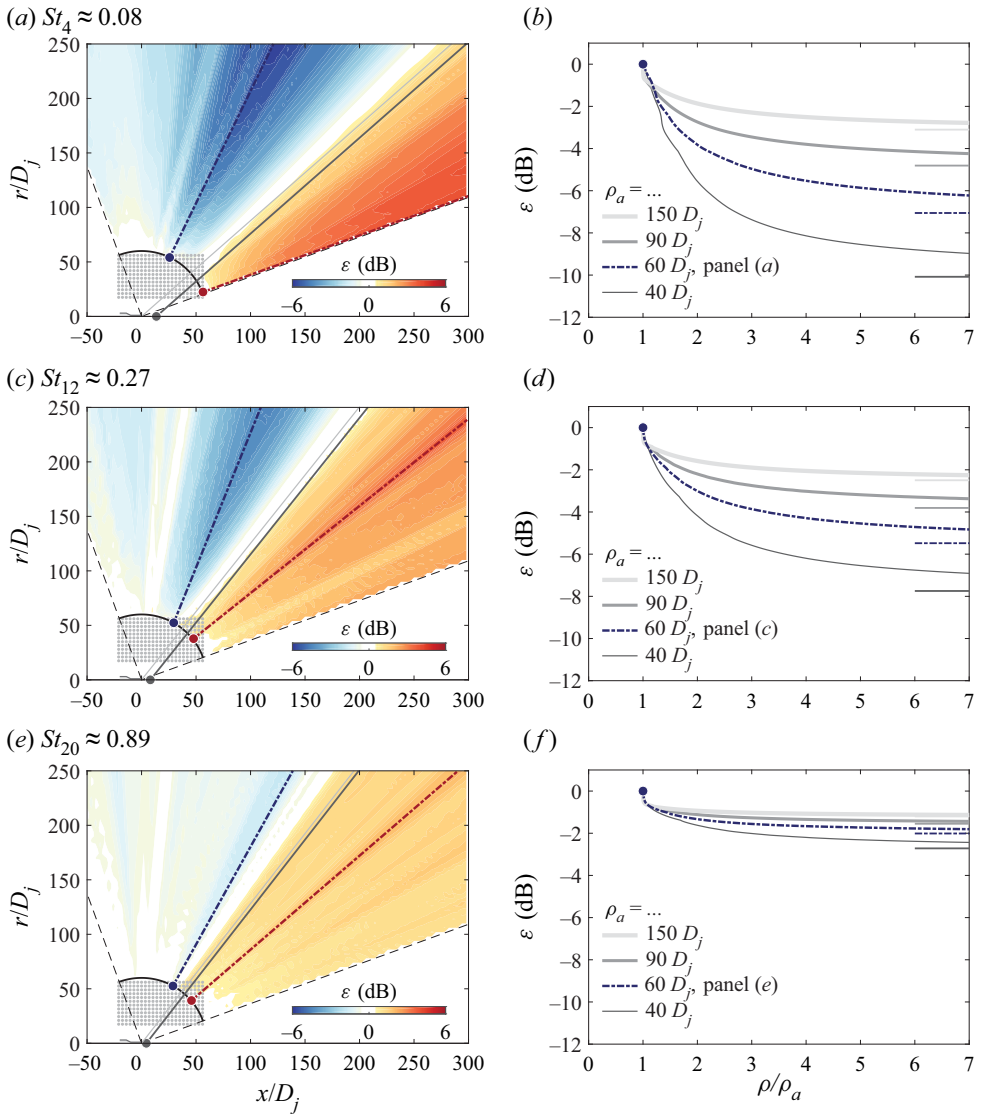 (a) St₄ ≈ 0.08
250
200
150
100
50
0
r/Dⱼ
–50 0 50 100 150 200 250 300
ε (dB)
–6 0 6
(b)
0
–2
–4
–6
–8
–10
–12
ε (dB)
ρₐ = ...
150 Dⱼ
90 Dⱼ
60 Dⱼ, panel (a)
40 Dⱼ
0 1 2 3 4 5 6 7
(c) St₁₂ ≈ 0.27
250
200
150
100
50
0
r/Dⱼ
–50 0 50 100 150 200 250 300
ε (dB)
–6 0 6
(d)
0
–2
–4
–6
–8
–10
–12
ε (dB)
ρₐ = ...
150 Dⱼ
90 Dⱼ
60 Dⱼ, panel (c)
40 Dⱼ
0 1 2 3 4 5 6 7
(e) St₂₀ ≈ 0.89
250
200
150
100
50
0
r/Dⱼ
–50 0 50 100 150 200 250 300
x/Dⱼ
ε (dB)
–6 0 6
(f)
0
–2
–4
–6
–8
–10
–12
ε (dB)
ρₐ = ...
150 Dⱼ
90 Dⱼ
60 Dⱼ, panel (e)
40 Dⱼ
0 1 2 3 4 5 6 7
ρ/ρₐ